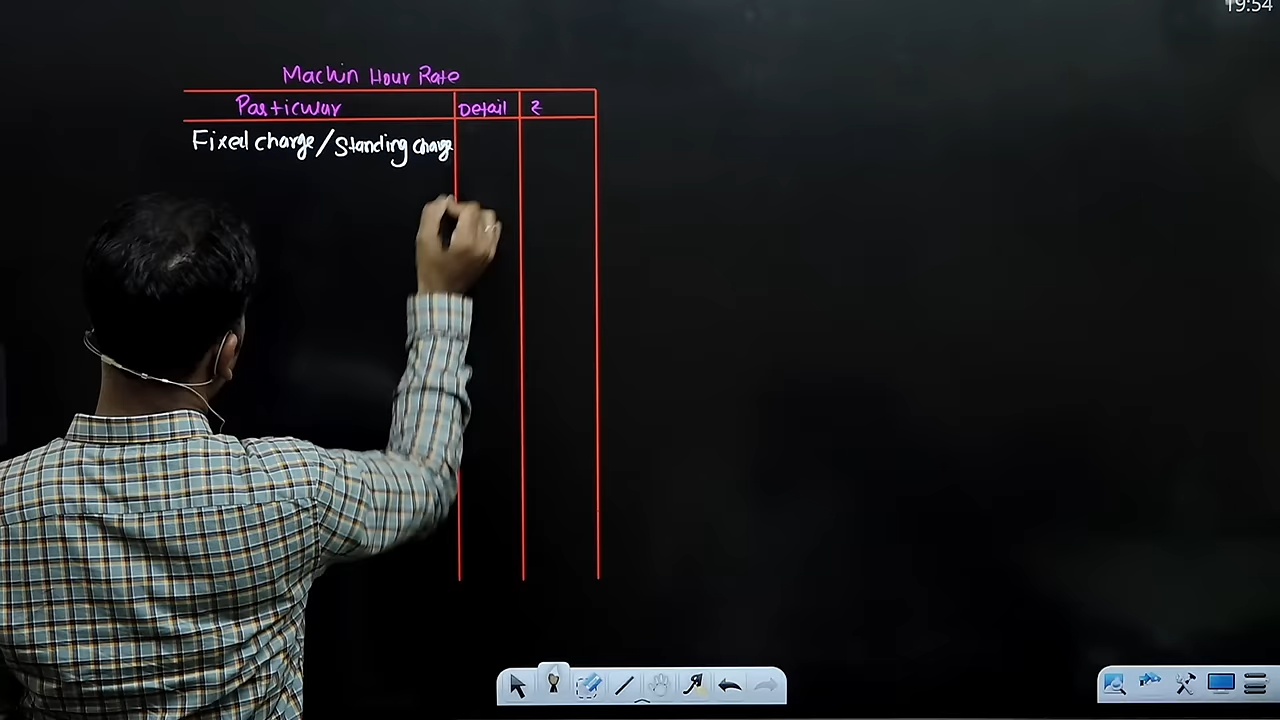 19:54
Machin Hour Rate
Particular Detail ₹
Fixed charge/Standing charge